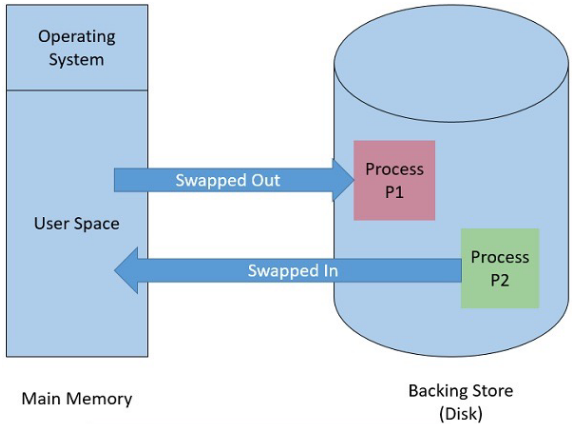 Operating
System
User Space
Swapped Out
Swapped In
Process
P1
Process
P2
Main Memory
Backing Store
(Disk)